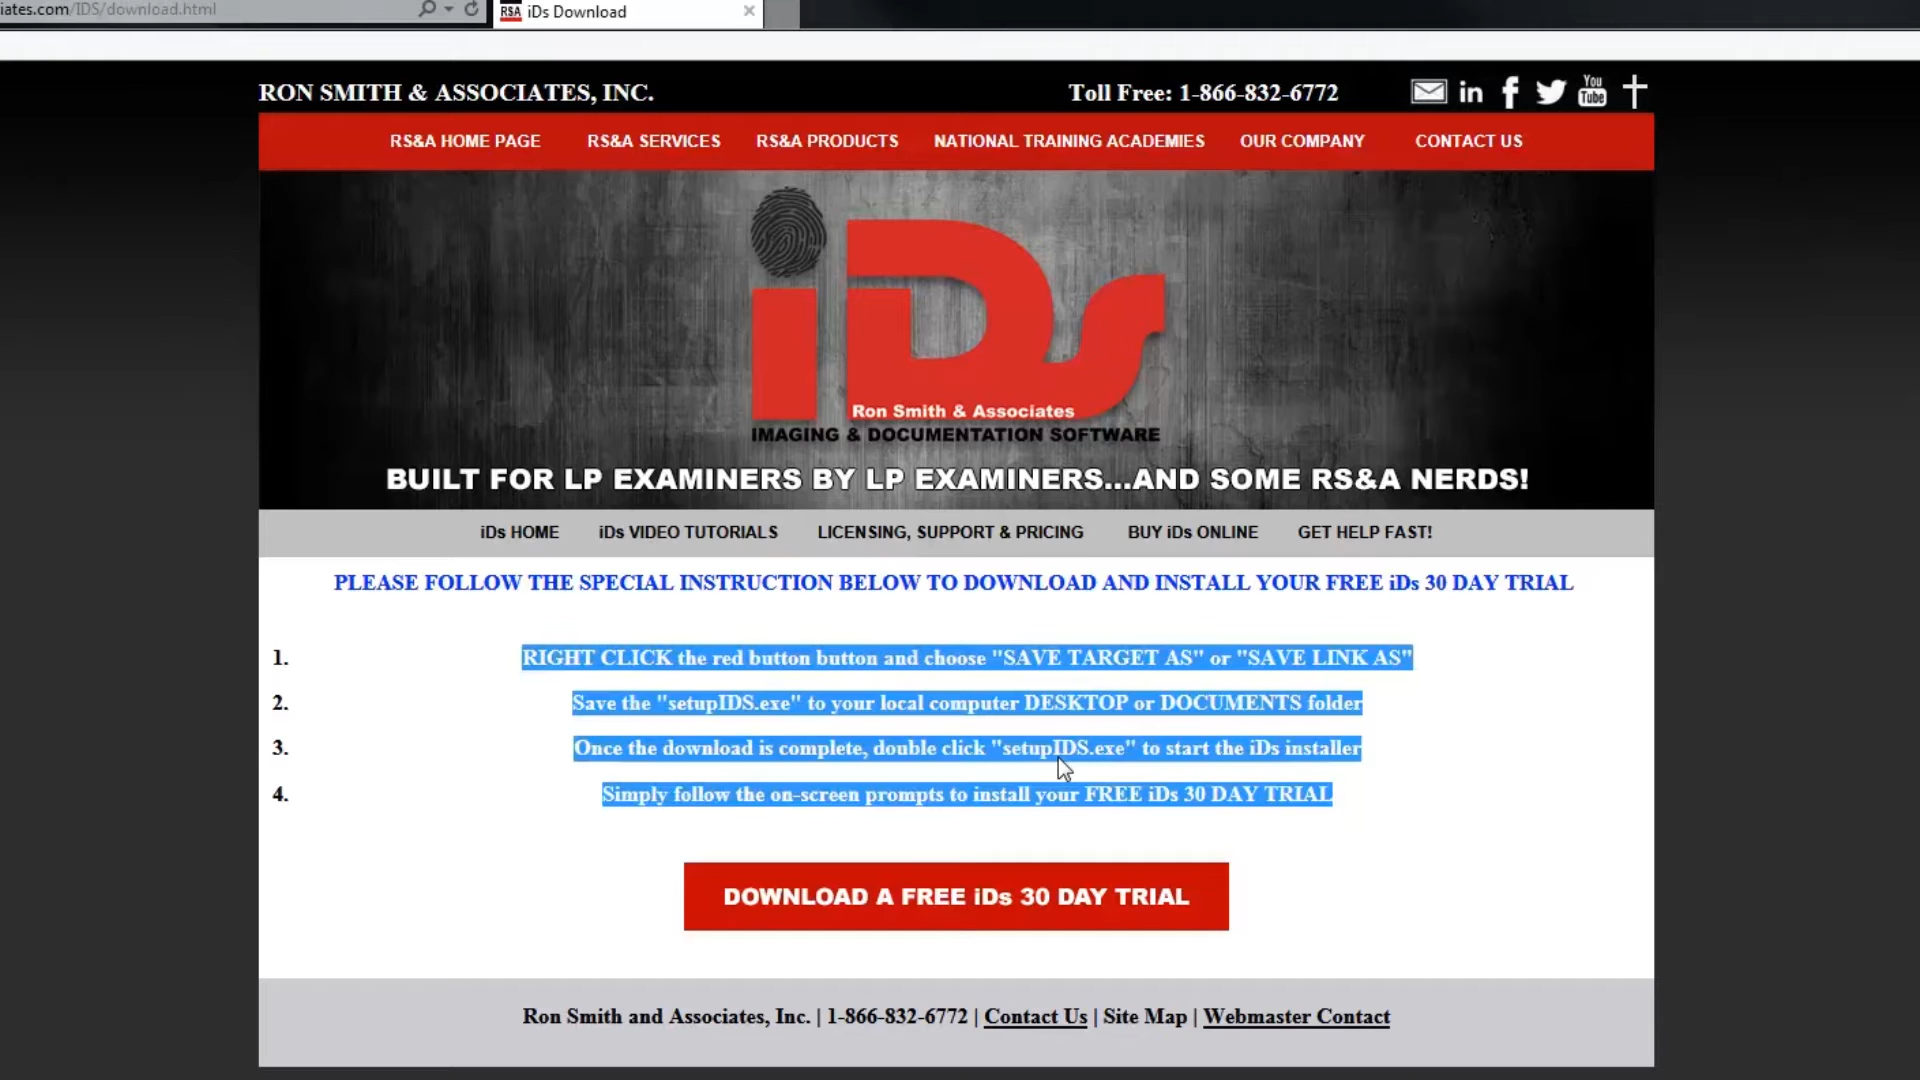 iates.com/IDS/download.html
RSA iDs Download
RON SMITH & ASSOCIATES, INC.
Toll Free: 1-866-832-6772
in f You Tube
RS&A HOME PAGE RS&A SERVICES RS&A PRODUCTS NATIONAL TRAINING ACADEMIES OUR COMPANY CONTACT US
iDs
Ron Smith & Associates
IMAGING & DOCUMENTATION SOFTWARE
BUILT FOR LP EXAMINERS BY LP EXAMINERS...AND SOME RS&A NERDS!
iDs HOME iDs VIDEO TUTORIALS LICENSING, SUPPORT & PRICING BUY iDs ONLINE GET HELP FAST!
PLEASE FOLLOW THE SPECIAL INSTRUCTION BELOW TO DOWNLOAD AND INSTALL YOUR FREE iDs 30 DAY TRIAL
1. RIGHT CLICK the red button button and choose "SAVE TARGET AS" or "SAVE LINK AS"
2. Save the "setupIDS.exe" to your local computer DESKTOP or DOCUMENTS folder
3. Once the download is complete, double click "setupIDS.exe" to start the iDs installer
4. Simply follow the on-screen prompts to install your FREE iDs 30 DAY TRIAL
DOWNLOAD A FREE iDs 30 DAY TRIAL
Ron Smith and Associates, Inc. | 1-866-832-6772 | Contact Us | Site Map | Webmaster Contact